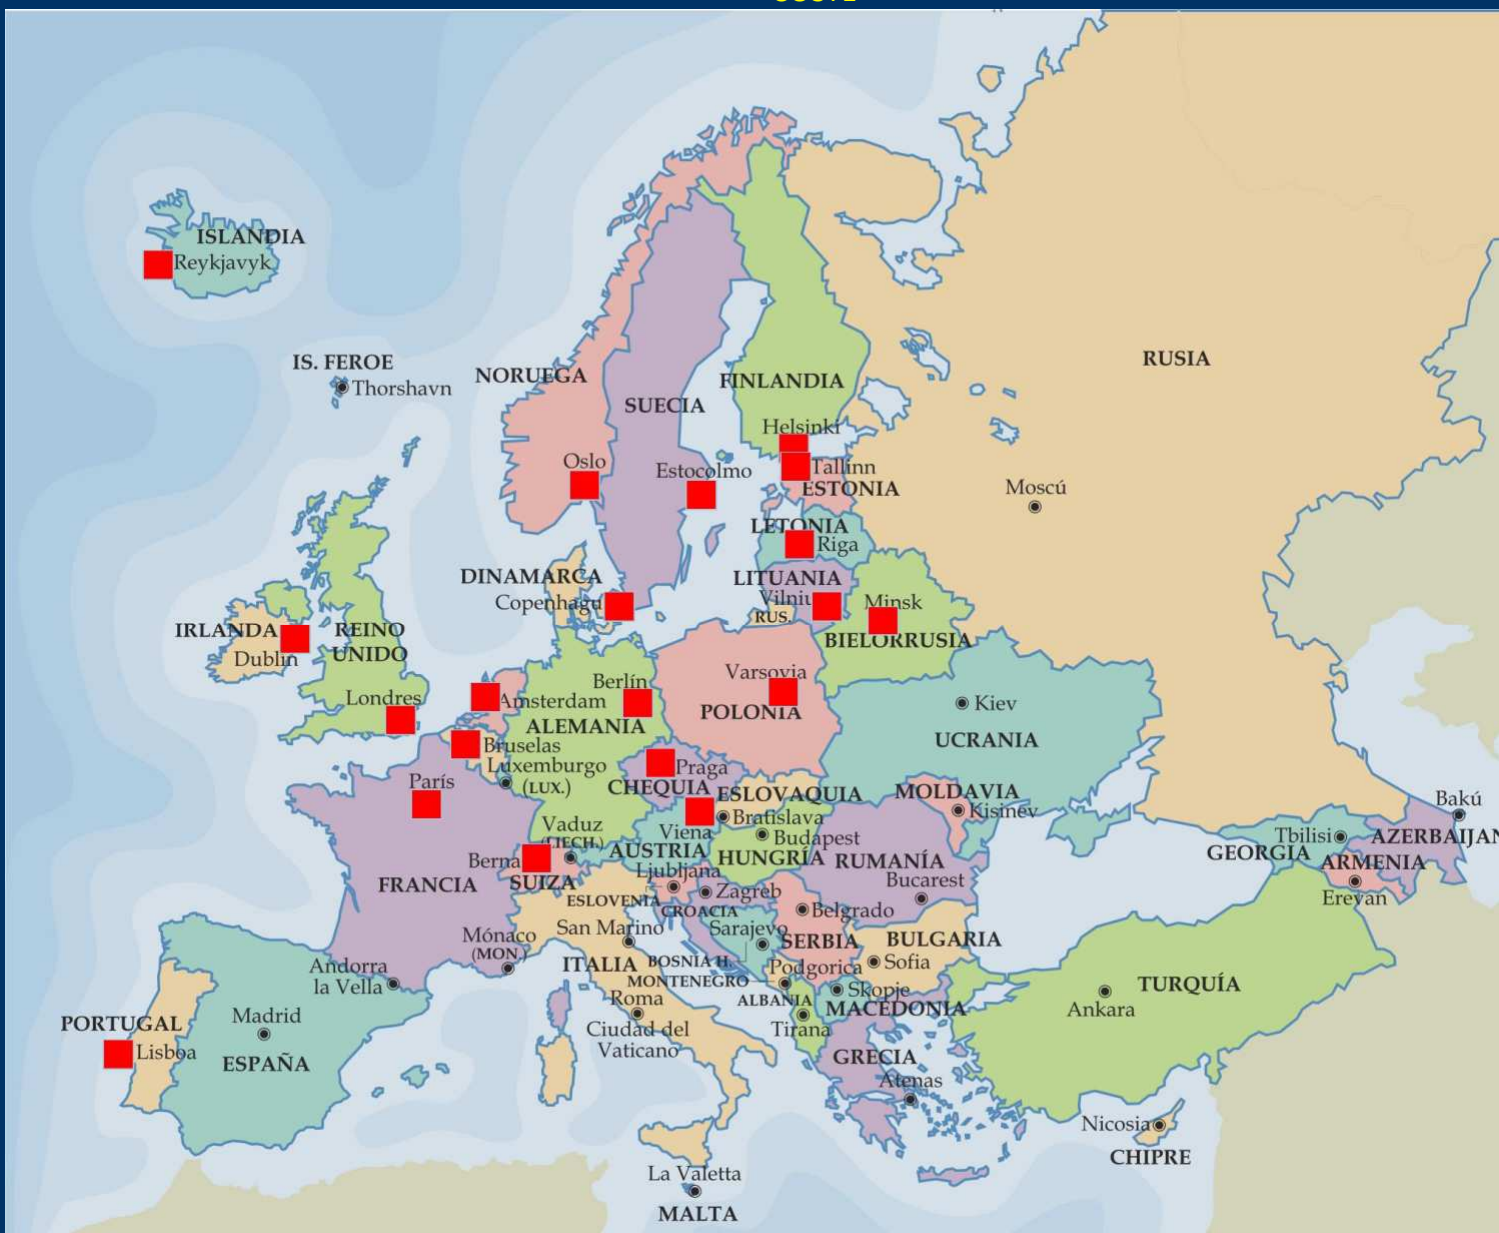 ISLANDIA
Reykjavyk
IS. FEROE
Thorshavn
NORUEGA
SUECIA
FINLANDIA
RUSIA
Helsinki
Oslo
Estocolmo
Tallinn
ESTONIA
Moscú
LETONIA
Riga
DINAMARCA
Copenhagu
LITUANIA
Vilniu
RUS.
Minsk
BIELORRUSIA
IRLANDA
Dublin
REINO
UNIDO
Londres
Amsterdam
Berlín
ALEMANIA
Varsovia
POLONIA
Kiev
UCRANIA
Bruselas
Luxemburgo
(LUX.)
París
Praga
CHEQUIA
ESLOVAQUIA
Bratislava
MOLDAVIA
Kisinev
Bakú
Vaduz
(LIECH.)
Viena
AUSTRIA
Budapest
HUNGRÍA
RUMANÍA
Bucarest
Tbilisi
GEORGIA
AZERBAIJAN
ARMENIA
Erevan
Berna
SUIZA
FRANCIA
Ljubljana
ESLOVENIA
Zagreb
CROACIA
Belgrado
SERBIA
San Marino
Sarajevo
BOSNIA H.
BULGARIA
Sofia
Mónaco
(MON.)
ITALIA
MONTENEGRO
Podgorica
Skopje
MACEDONIA
ALBANIA
Tirana
Andorra
la Vella
Roma
Ciudad del
Vaticano
TURQUÍA
Ankara
PORTUGAL
Lisboa
Madrid
ESPAÑA
GRECIA
Atenas
Nicosia
CHIPRE
La Valetta
MALTA